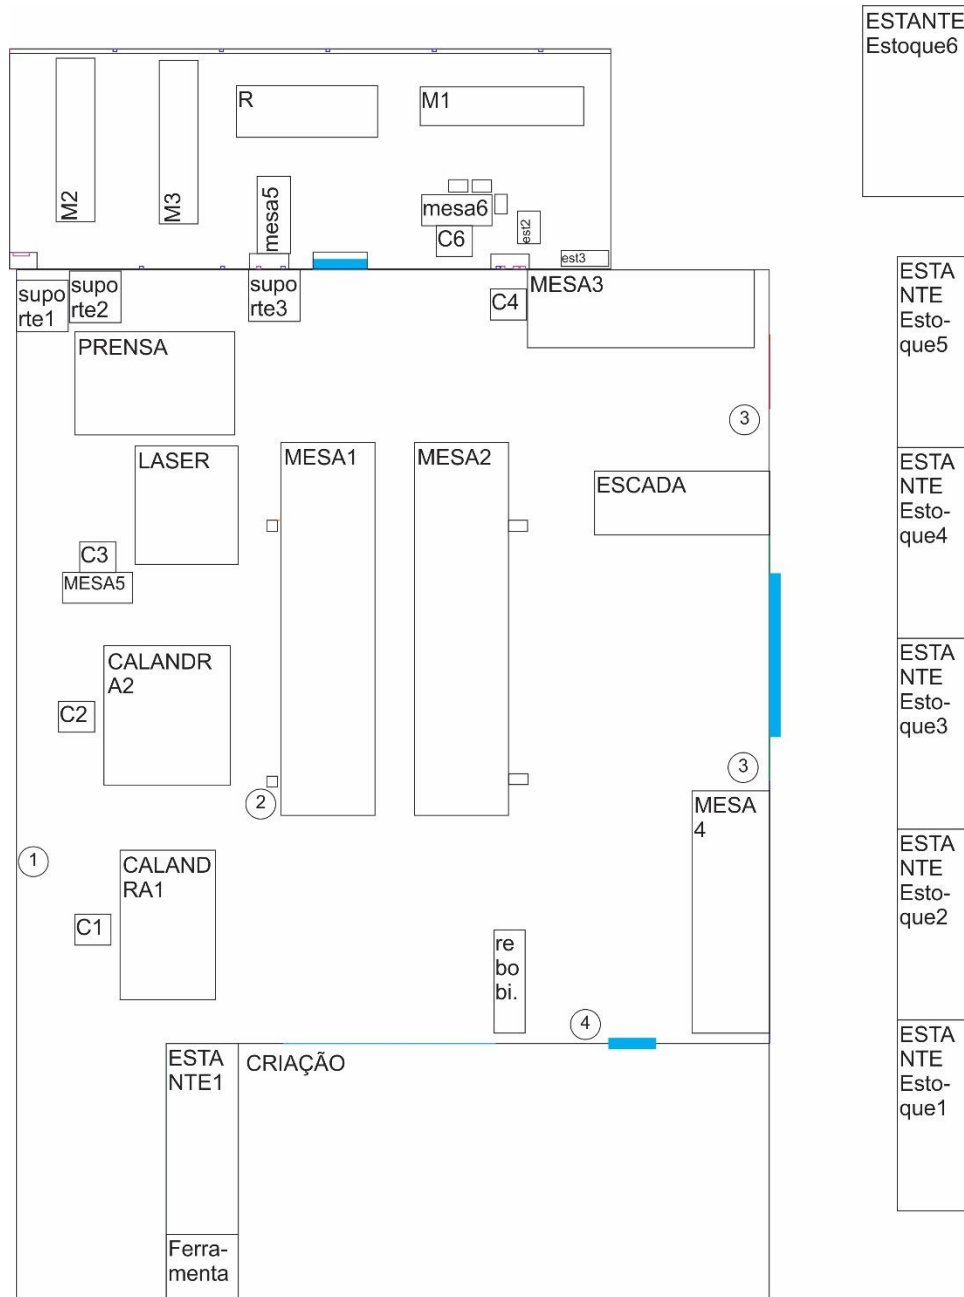 ESTANTE
Estoque6
R
M1
M2
M3
mesa5
mesa6
C6
est2
est3
supo
rte1
supo
rte2
supo
rte3
C4
MESA3
ESTA
NTE
Esto-
que5
PRENSA
3
LASER
MESA1
MESA2
ESCADA
ESTA
NTE
Esto-
que4
C3
MESA5
CALANDR
A2
C2
ESTA
NTE
Esto-
que3
3
2
MESA
4
1
CALAND
RA1
C1
ESTA
NTE
Esto-
que2
re
bo
bi.
4
ESTA
NTE1
CRIAÇÃO
ESTA
NTE
Esto-
que1
Ferra-
menta